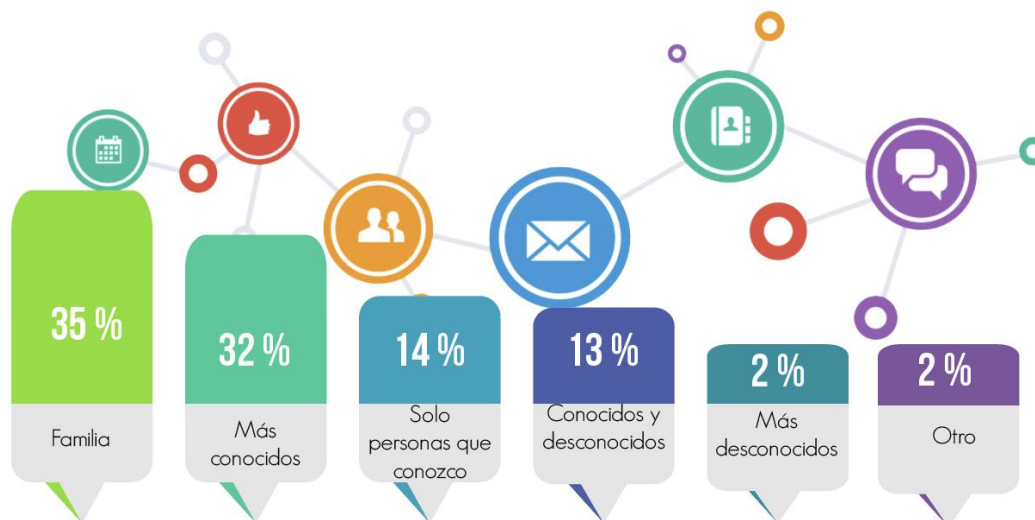 35 %
Familia
32 %
Más
conocidos
14 %
Solo
personas que
conozco
13 %
Conocidos y
desconocidos
2 %
Más
desconocidos
2 %
Otro